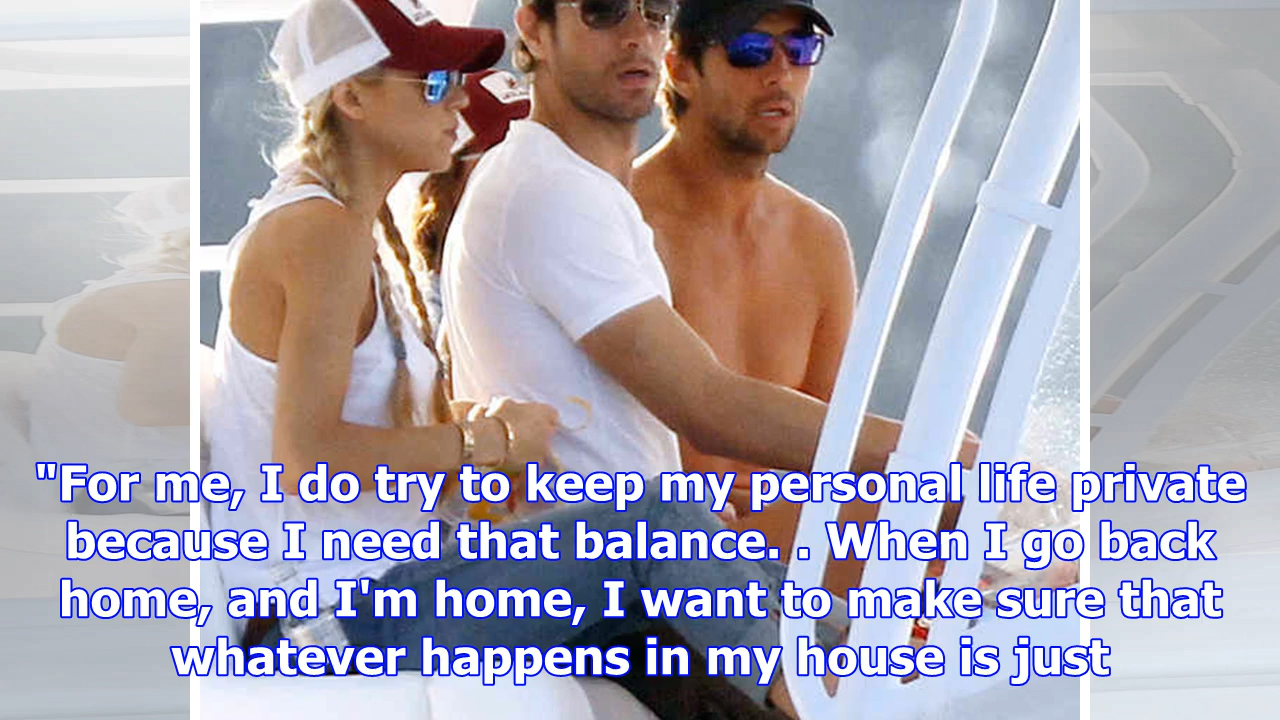 "For me, I do try to keep my personal life private
because I need that balance. . When I go back
home, and I'm home, I want to make sure that
whatever happens in my house is just